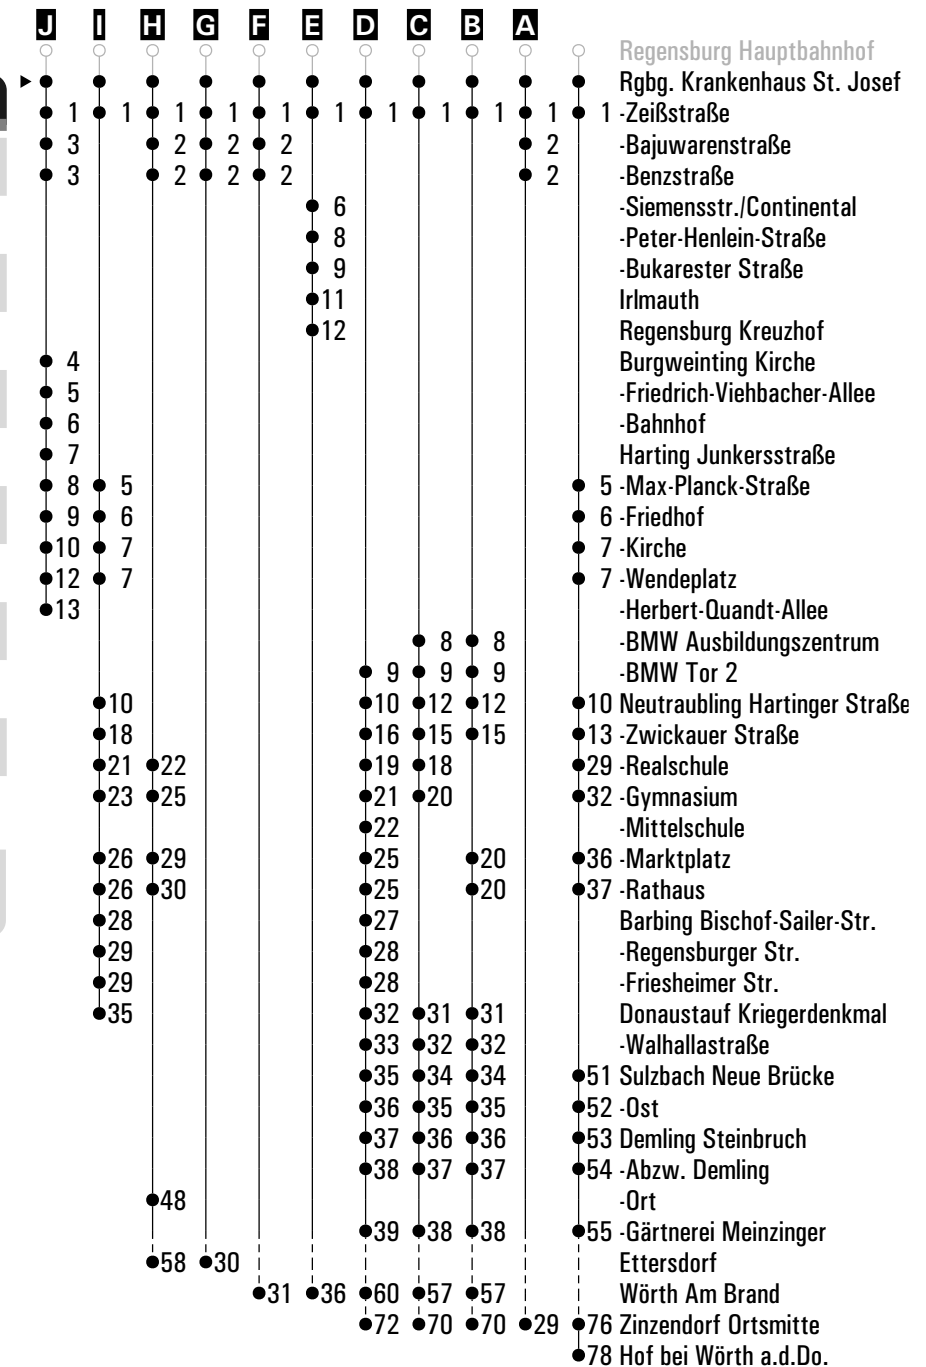 J I H G F E D C B A
Regensburg Hauptbahnhof
Rgbg. Krankenhaus St. Josef
1 1 1 1 1 1 1 1 1 1 1 -Zeißstraße
3 2 2 2 2 -Bajuwarenstraße
3 2 2 2 2 -Benzstraße
6 -Siemensstr./Continental
8 -Peter-Henlein-Straße
9 -Bukarester Straße
11 Irlmauth
12 Regensburg Kreuzhof
4 Burgweinting Kirche
5 -Friedrich-Viehbacher-Allee
6 -Bahnhof
7 Harting Junkersstraße
8 5 5 -Max-Planck-Straße
9 6 6 -Friedhof
10 7 7 -Kirche
12 7 7 -Wendeplatz
13 -Herbert-Quandt-Allee
8 8 -BMW Ausbildungszentrum
9 9 9 -BMW Tor 2
10 10 12 12 10 Neutraubling Hartinger Straße
18 16 15 15 13 -Zwickauer Straße
21 22 19 18 29 -Realschule
23 25 21 20 32 -Gymnasium
22 -Mittelschule
26 29 25 20 36 -Marktplatz
26 30 25 20 37 -Rathaus
28 27 Barbing Bischof-Sailer-Str.
29 28 -Regensburger Str.
29 28 -Friesheimer Str.
35 32 31 31 Donaustauf Kriegerdenkmal
33 32 32 -Walhallastraße
35 34 34 51 Sulzbach Neue Brücke
36 35 35 52 -Ost
37 36 36 53 Demling Steinbruch
38 37 37 54 -Abzw. Demling
48 -Ort
39 38 38 55 -Gärtnerei Meinzinger
58 30 Ettersdorf
31 36 60 57 57 Wörth Am Brand
72 70 70 29 76 Zinzendorf Ortsmitte
78 Hof bei Wörth a.d.Do.